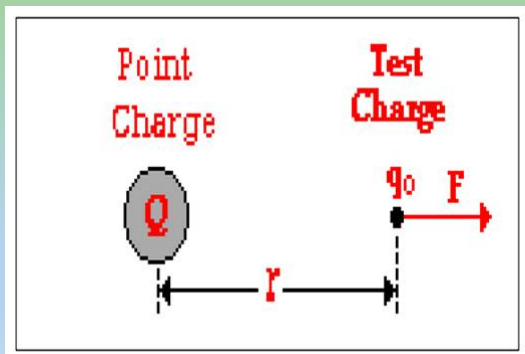 Point
Charge
Test
Charge
Q
q₀
F
r